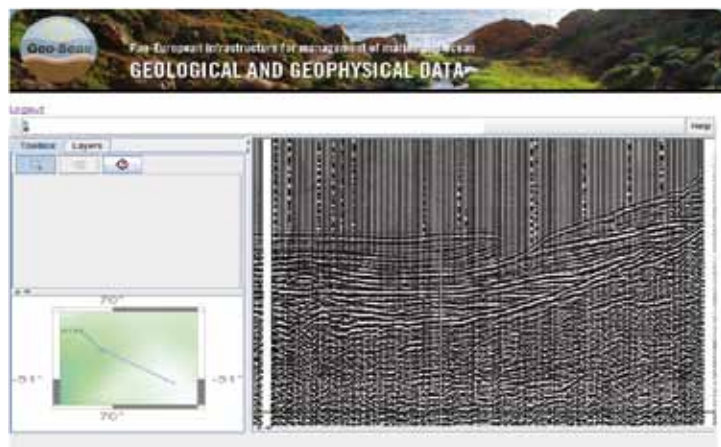 Geo-Seas
Pan-European infrastructure for management of marine and ocean
GEOLOGICAL AND GEOPHYSICAL DATA
Logout
Help
Toolbox Layers
70°
-51° -51°
70°